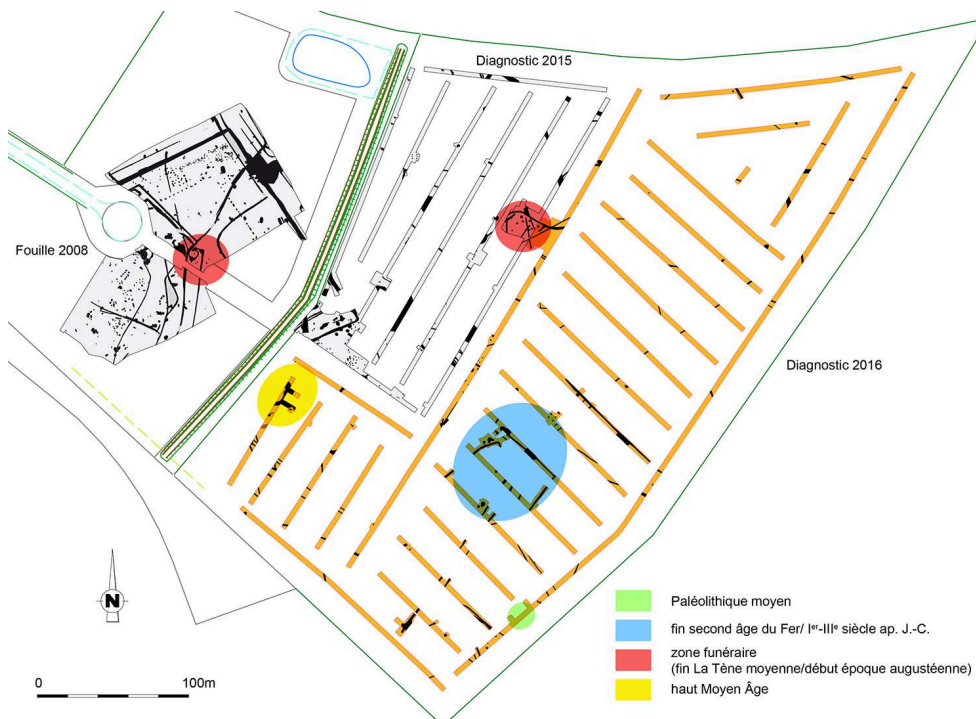 Diagnostic 2015
Fouille 2008
Diagnostic 2016
N
Paléolithique moyen
fin second âge du Fer/ Iᵉʳ-IIIᵉ siècle ap. J.-C.
zone funéraire
(fin La Tène moyenne/début époque augustéenne)
haut Moyen Âge
0 100m